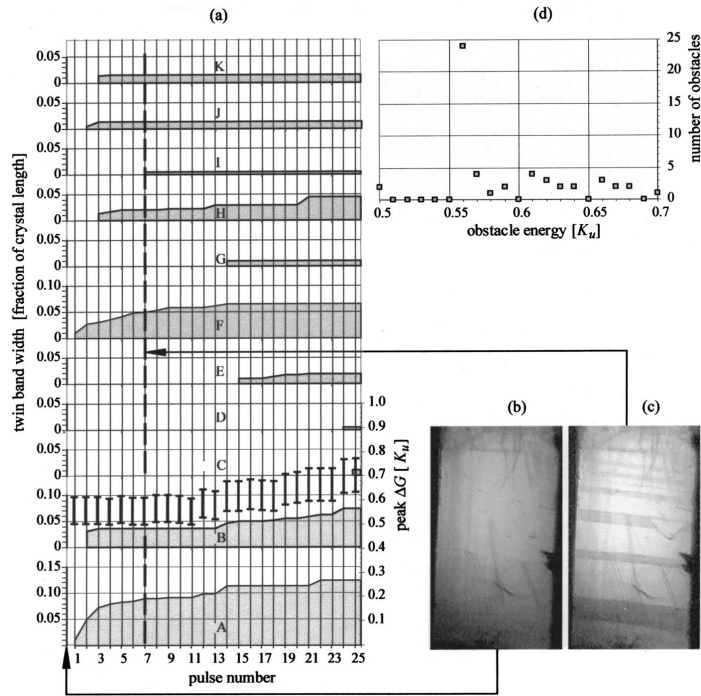 (a)
(d)
twin band width [fraction of crystal length]
0.05
0
K
0.05
0
J
0.05
0
I
0.05
0
H
0.05
0
G
0.10
0.05
0
F
0.05
0
E
0.05
0
D
0.05
0
C
0.10
0.05
0
B
0.15
0.10
0.05
A
1 3 5 7 9 11 13 15 17 19 21 23 25
pulse number
1.0
0.9
0.8
0.7
0.6
0.5
0.4
0.3
0.2
0.1
peak ΔG [Ku]
25
20
15
10
5
0
number of obstacles
0.5 0.55 0.6 0.65 0.7
obstacle energy [Ku]
(b)
(c)